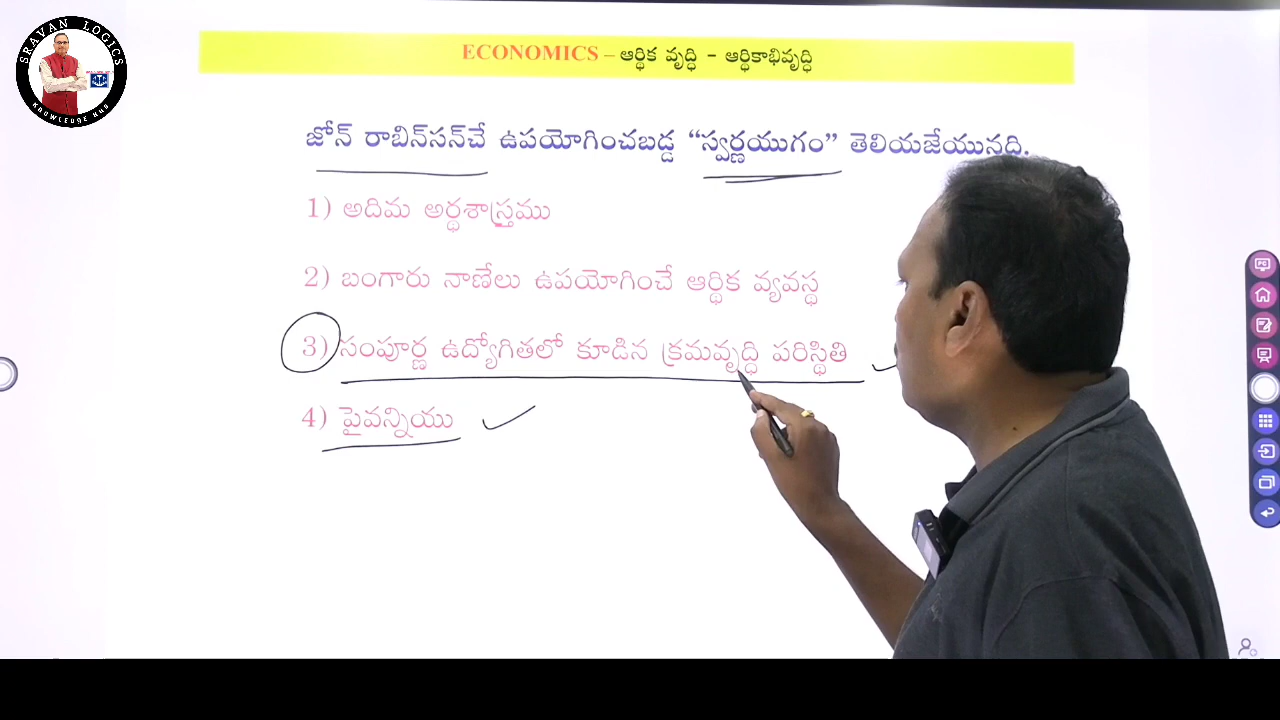 SRAVAN LOGICS
KNOWLEDGE HUB
ECONOMICS – ఆర్థిక వృద్ధి - ఆర్థికాభివృద్ధి
జోన్ రాబిన్‌సన్‌చే ఉపయోగించబడ్డ “స్వర్ణయుగం” తెలియజేయునది.
1) అదిమ అర్థశాస్త్రము
2) బంగారు నాణేలు ఉపయోగించే ఆర్థిక వ్యవస్థ
3) సంపూర్ణ ఉద్యోగితలో కూడిన క్రమవృద్ధి పరిస్థితి
4) పైవన్నియు
PC